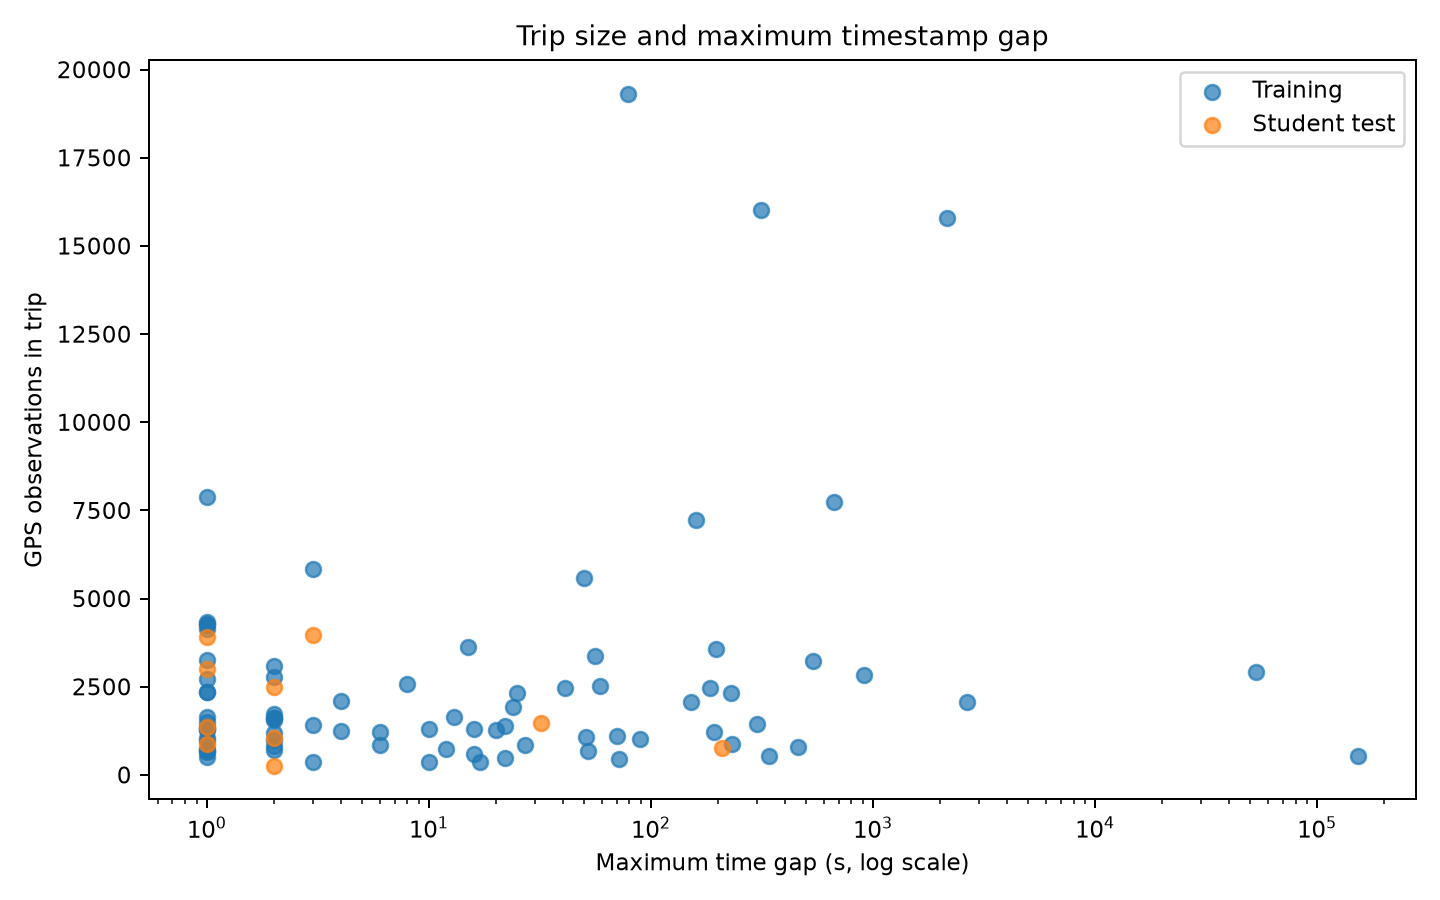 Trip size and maximum timestamp gap
Training
Student test
GPS observations in trip
20000
17500
15000
12500
10000
7500
5000
2500
0
10⁰ 10¹ 10² 10³ 10⁴ 10⁵
Maximum time gap (s, log scale)